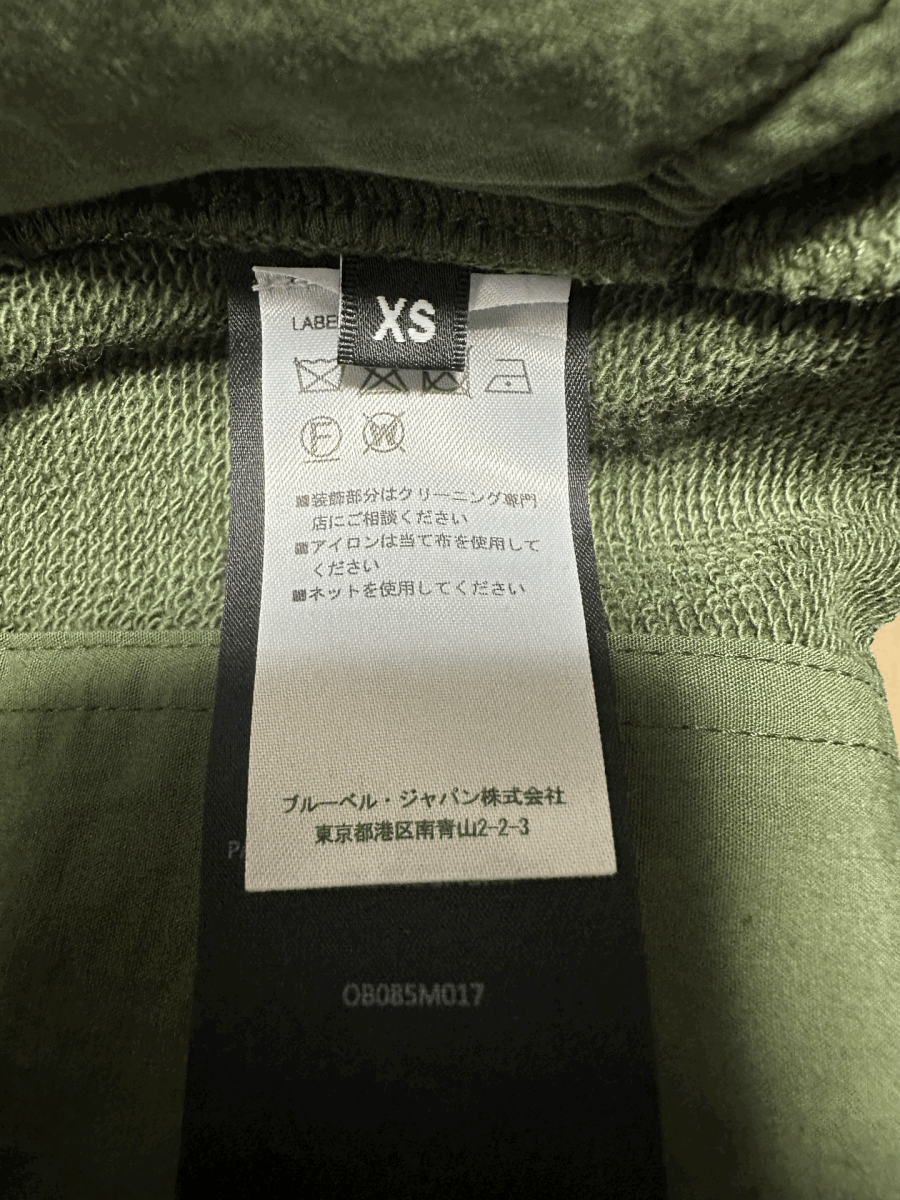 XS
LABE
F
W
装飾部分はクリーニング専門
店にご相談ください
アイロンは当て布を使用して
ください
ネットを使用してください
ブルーベル・ジャパン株式会社
東京都港区南青山2-2-3
OB085M017